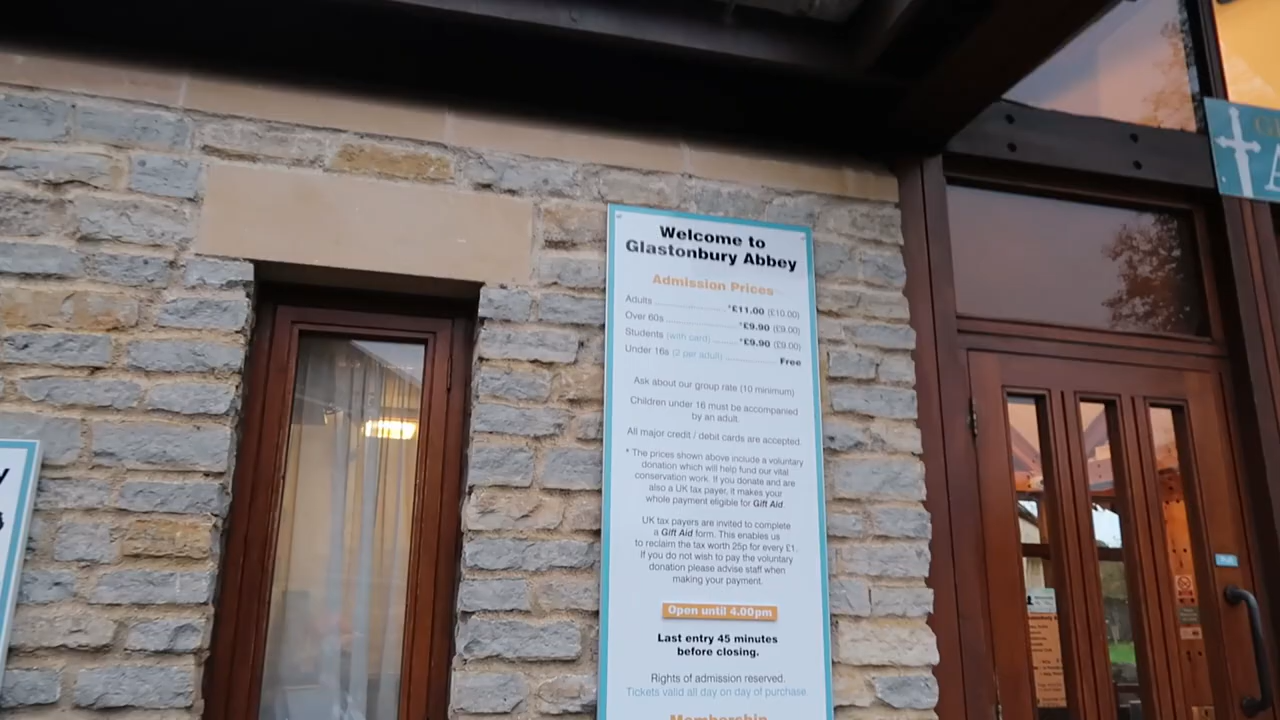 Welcome to
Glastonbury Abbey
Admission Prices
Adults ........................ *£11.00 (£10.00)
Over 60s ........................ *£9.90 (£9.00)
Students (with card) ........ *£9.90 (£9.00)
Under 16s (2 per adult) ................ Free
Ask about our group rate (10 minimum)
Children under 16 must be accompanied
by an adult.
All major credit / debit cards are accepted.
* The prices shown above include a voluntary
donation which will help fund our vital
conservation work. If you donate and are
also a UK tax payer, it makes your
whole payment eligible for Gift Aid.
UK tax payers are invited to complete
a Gift Aid form. This enables us
to reclaim the tax worth 25p for every £1.
If you do not wish to pay the voluntary
donation please advise staff when
making your payment.
Open until 4.00pm
Last entry 45 minutes
before closing.
Rights of admission reserved.
Tickets valid all day on day of purchase.
Membership
Pull